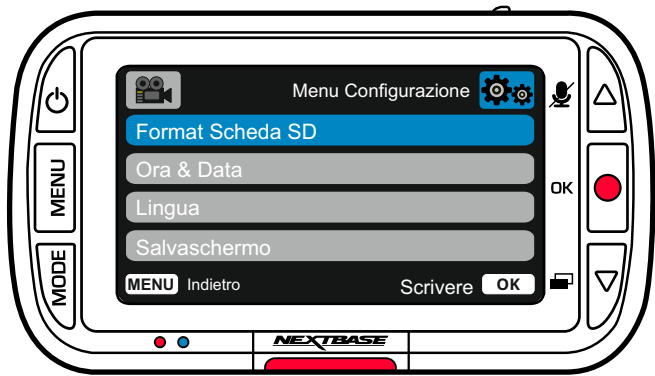 Menu Configurazione
Format Scheda SD
Ora & Data
MENU
OK
Lingua
Salvaschermo
MODE
MENU Indietro Scrivere OK
NEXTBASE